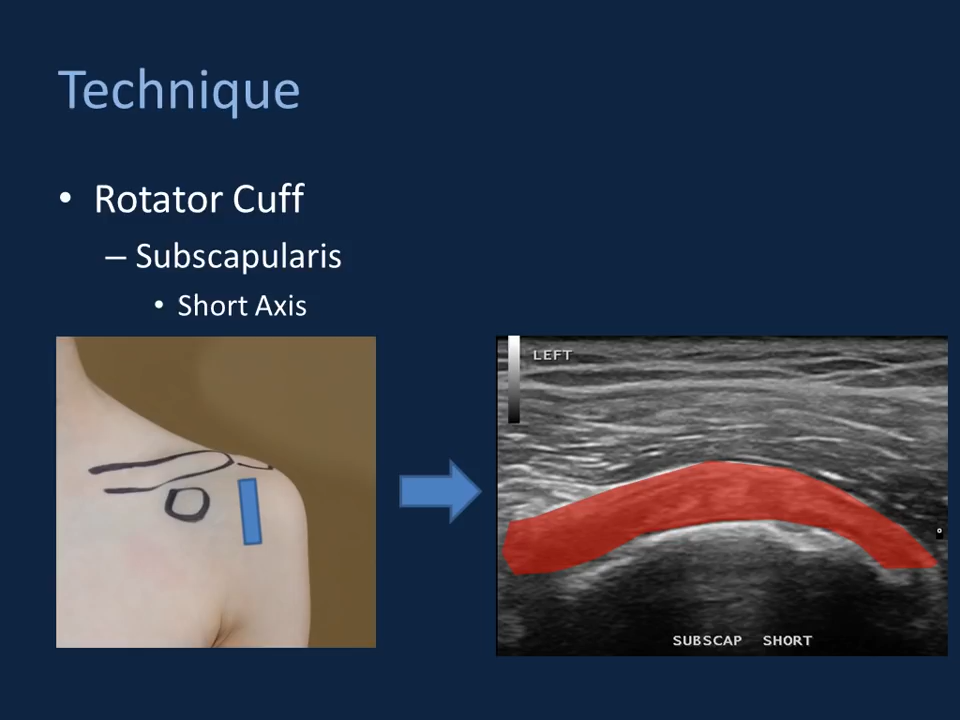 Technique
• Rotator Cuff
– Subscapularis
• Short Axis
LEFT
SUBSCAP SHORT